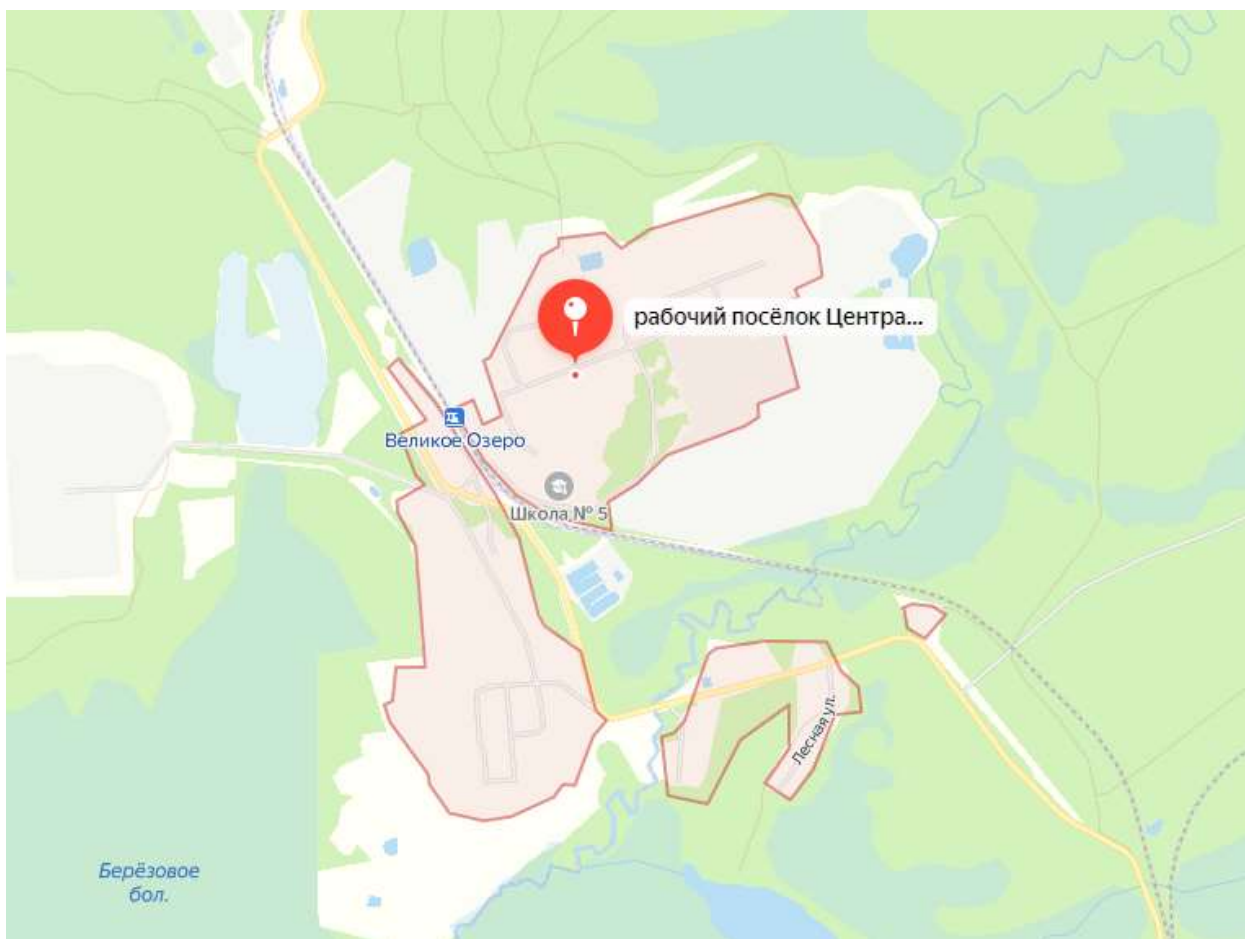 рабочий посёлок Центра...
Великое Озеро
Школа № 5
Лесная ул.
Берёзовое
бол.